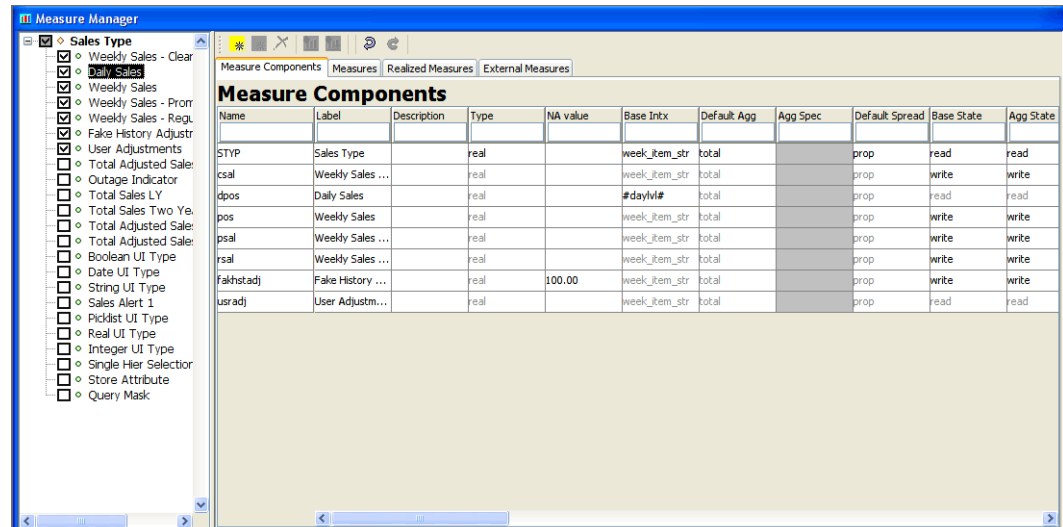 Measure Manager
Sales Type
Weekly Sales - Clear
Daily Sales
Weekly Sales
Weekly Sales - Prom
Weekly Sales - Regu
Fake History Adjustr
User Adjustments
Total Adjusted Sale
Outage Indicator
Total Sales LY
Total Sales Two Ye
Total Adjusted Sale
Total Adjusted Sale
Boolean UI Type
Date UI Type
String UI Type
Sales Alert 1
Picklist UI Type
Real UI Type
Integer UI Type
Single Hier Selection
Store Attribute
Query Mask
Measure Components Measures Realized Measures External Measures
Measure Components
Name Label Description Type NA value Base Intx Default Agg Agg Spec Default Spread Base State Agg State
STYP Sales Type real week_item_str total prop read read
csal Weekly Sales ... real week_item_str total prop write write
dpos Daily Sales real #daylvl# total prop read read
pos Weekly Sales real week_item_str total prop write write
psal Weekly Sales ... real week_item_str total prop write write
rsal Weekly Sales ... real week_item_str total prop write write
fakhstadj Fake History ... real 100.00 week_item_str total prop write write
usradj User Adjustm... real week_item_str total prop read read